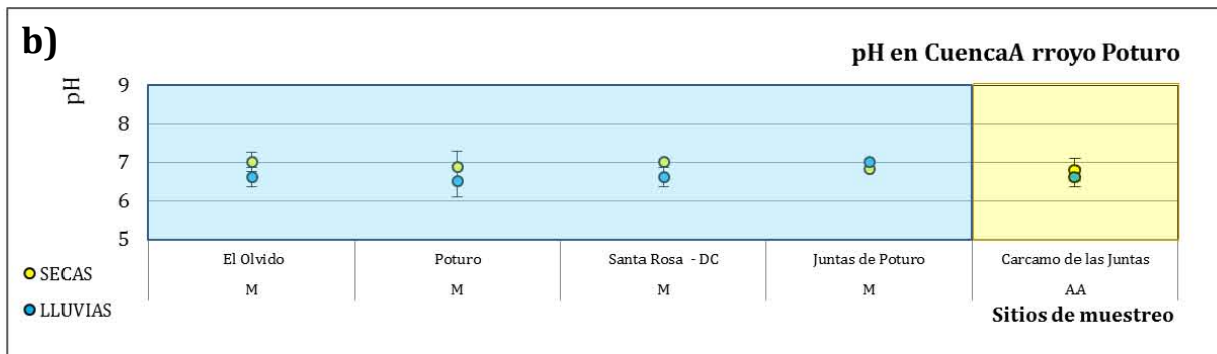 b)
pH en CuencaA rroyo Poturo
pH
9
8
7
6
5
El Olvido Poturo Santa Rosa - DC Juntas de Poturo Carcamo de las Juntas
SECAS
M M M M AA
LLUVIAS
Sitios de muestreo